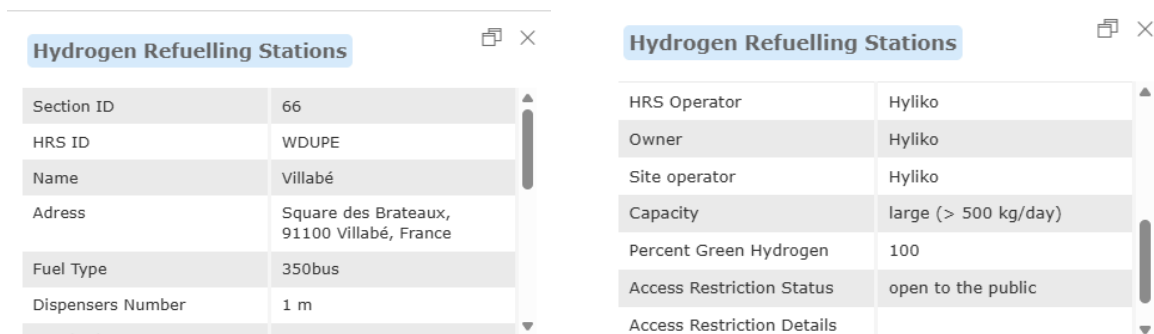 Hydrogen Refuelling Stations
Section ID 66
HRS ID WDUPE
Name Villabé
Adress Square des Brateaux,
91100 Villabé, France
Fuel Type 350bus
Dispensers Number 1 m
Hydrogen Refuelling Stations
HRS Operator Hyliko
Owner Hyliko
Site operator Hyliko
Capacity large (> 500 kg/day)
Percent Green Hydrogen 100
Access Restriction Status open to the public
Access Restriction Details